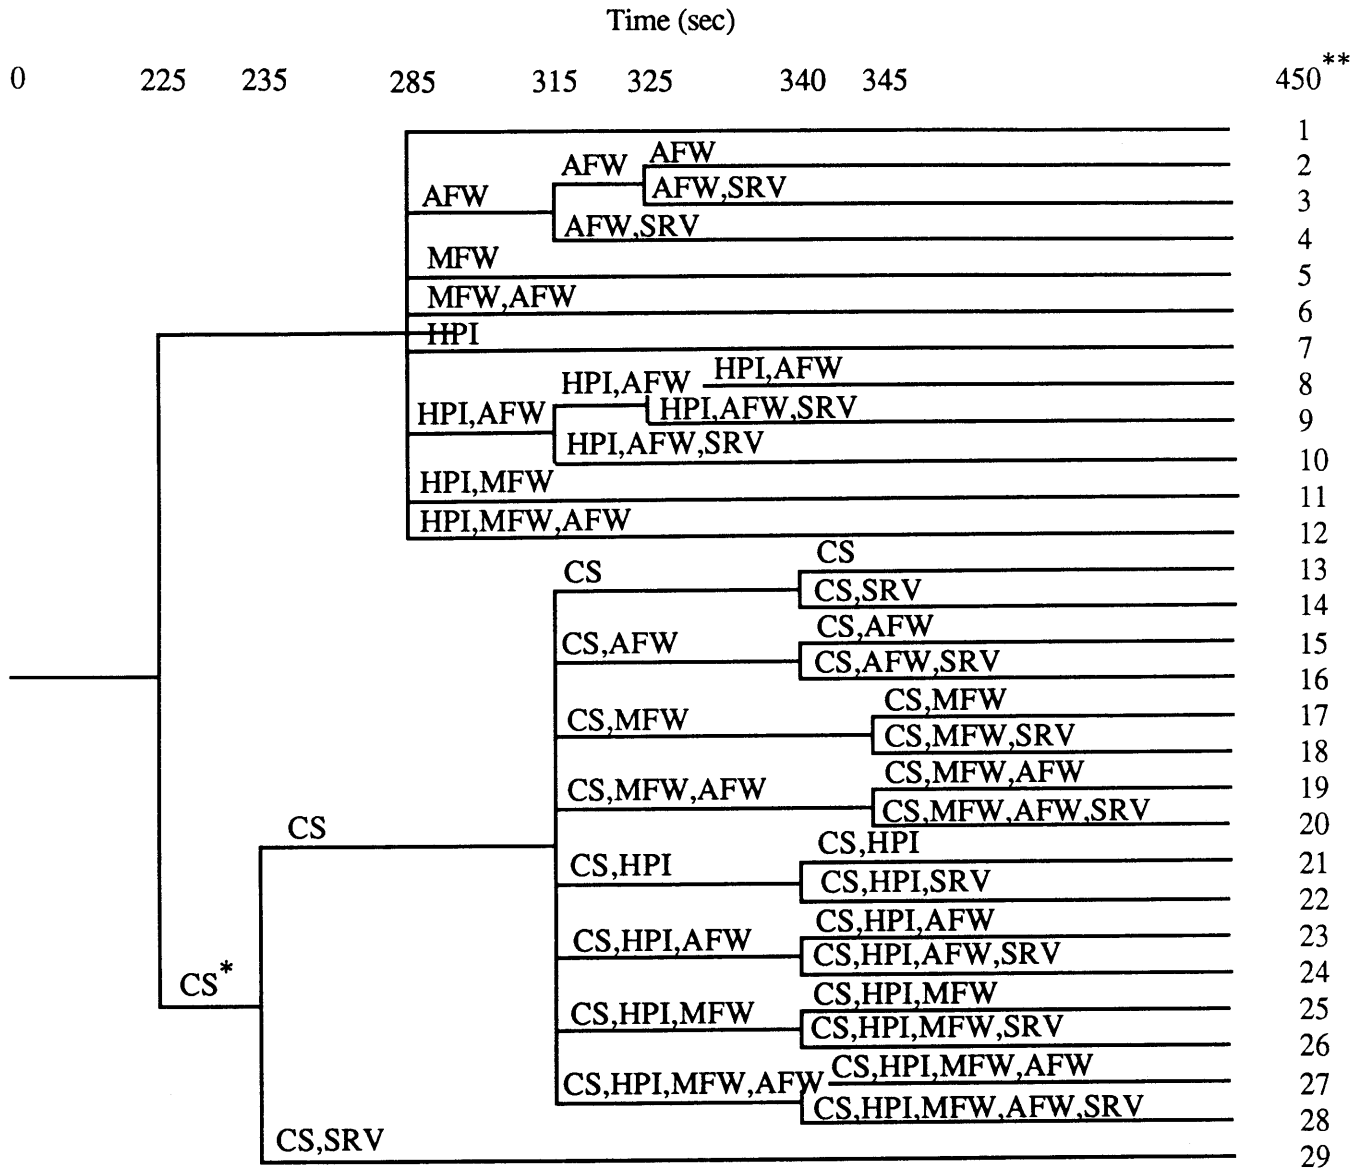 Time (sec)
0 225 235 285 315 325 340 345 450**
1
AFW
2
AFW
AFW,SRV
AFW
3
AFW,SRV
4
MFW
5
MFW,AFW
6
HPI
7
HPI,AFW
HPI,AFW
8
HPI,AFW,SRV
HPI,AFW
9
HPI,AFW,SRV
10
HPI,MFW
11
HPI,MFW,AFW
12
CS
CS
13
CS,SRV
14
CS,AFW
CS,AFW
15
CS,AFW,SRV
16
CS,MFW
CS,MFW
17
CS,MFW,SRV
18
CS,MFW,AFW
CS,MFW,AFW
19
CS,MFW,AFW,SRV
20
CS
CS,HPI
CS,HPI
21
CS,HPI,SRV
22
CS,HPI,AFW
CS,HPI,AFW
23
CS,HPI,AFW,SRV
24
CS*
CS,HPI,MFW
CS,HPI,MFW
25
CS,HPI,MFW,SRV
26
CS,HPI,MFW,AFW
CS,HPI,MFW,AFW
27
CS,HPI,MFW,AFW,SRV
28
CS,SRV
29